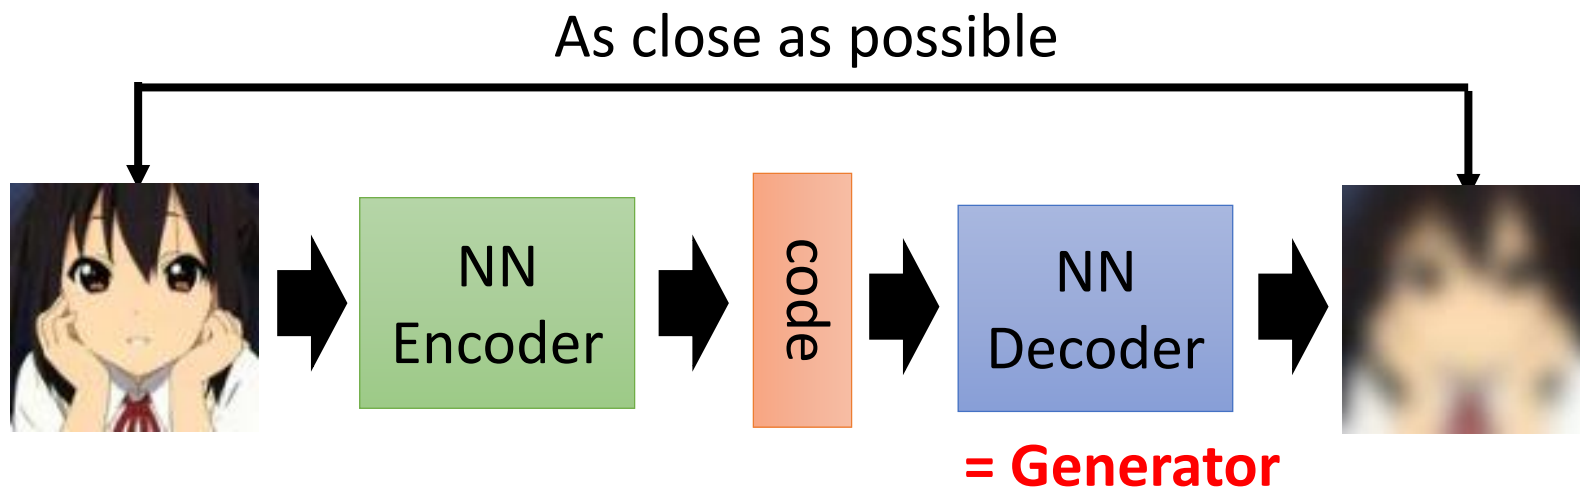 As close as possible
NN
Encoder
code
NN
Decoder
= Generator